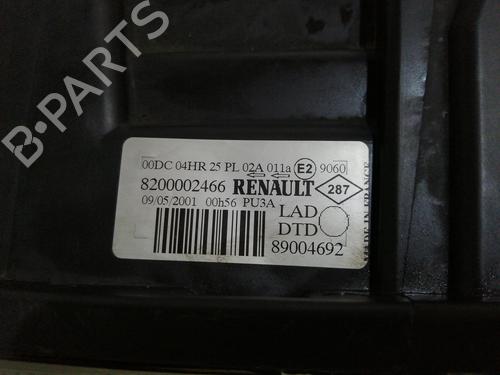 B-PARTS
00DC 04HR 25 PL 02A 011a E2 9060
8200002466 RENAULT 287
09/05/2001 00h56 PU3A
LAD
DTD
89004692
MADE IN FRANCE